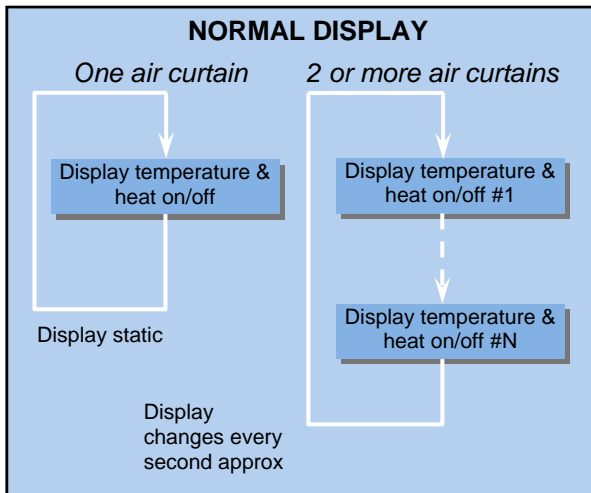 NORMAL DISPLAY
One air curtain
Display temperature &
heat on/off
Display static
2 or more air curtains
Display temperature &
heat on/off #1
Display temperature &
heat on/off #N
Display
changes every
second approx